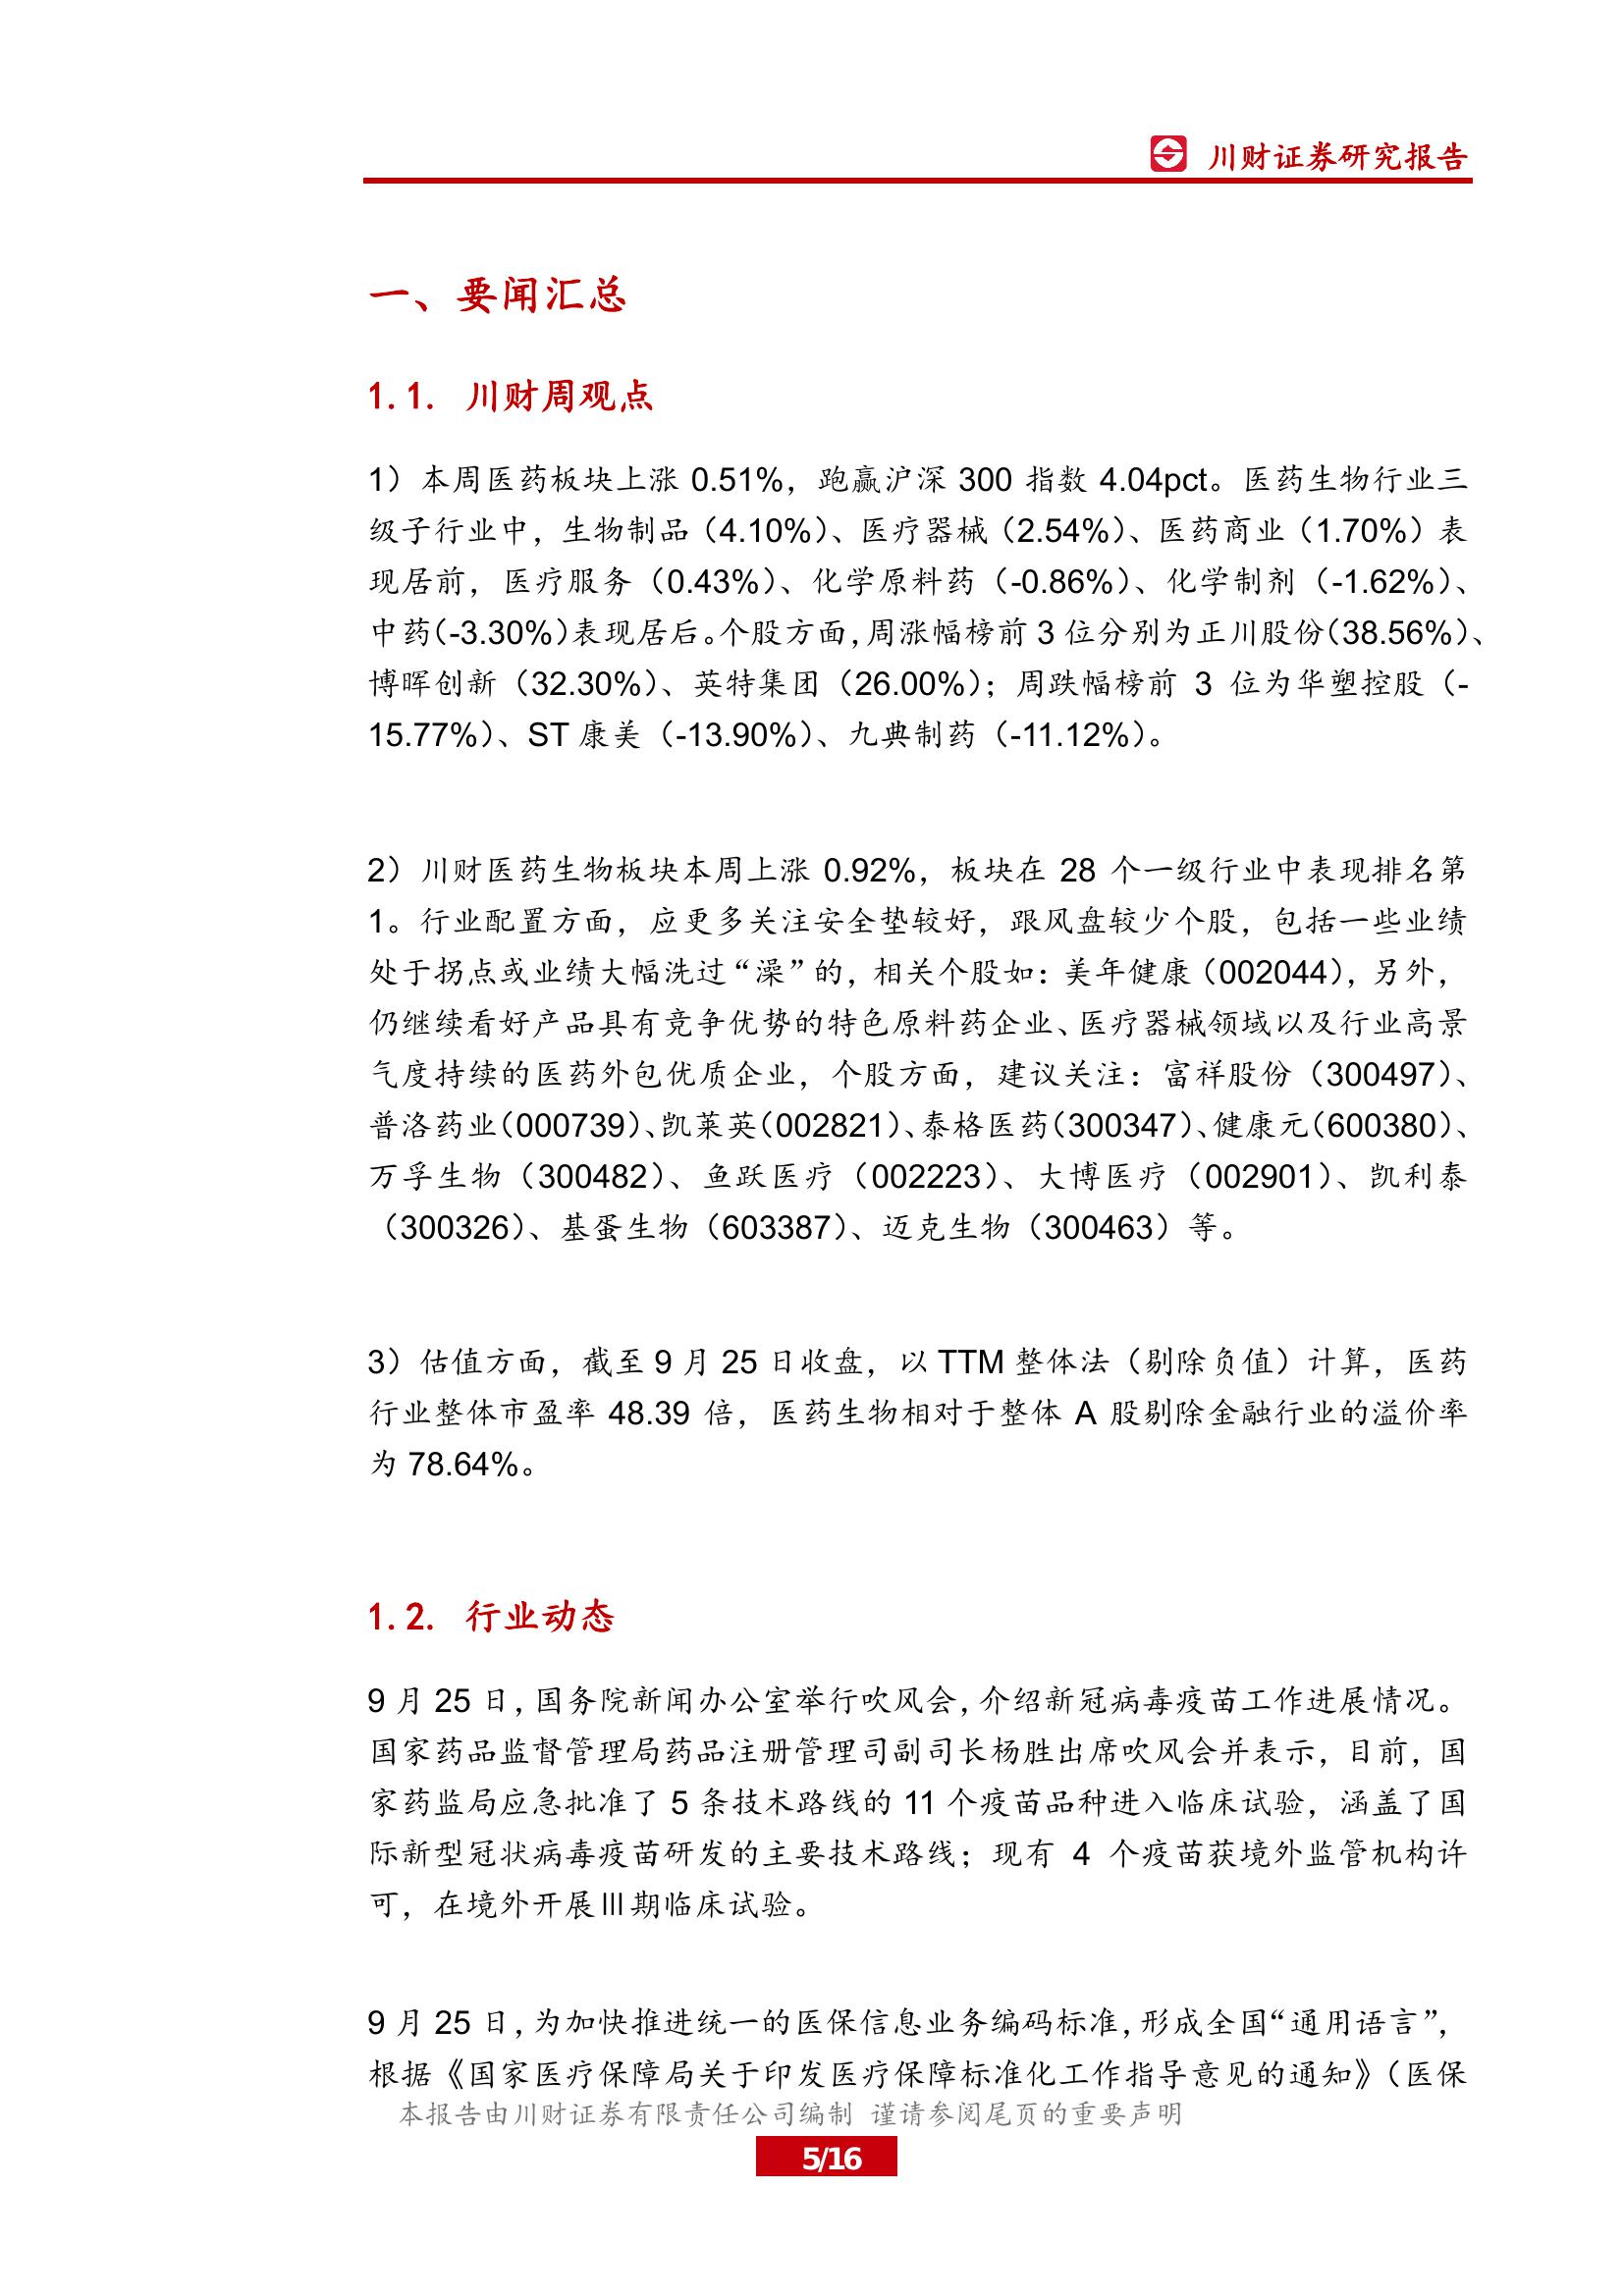 川财证券研究报告
一、要闻汇总
1.1. 川财周观点
1）本周医药板块上涨 0.51%，跑赢沪深 300 指数 4.04pct。医药生物行业三
级子行业中，生物制品（4.10%）、医疗器械（2.54%）、医药商业（1.70%）表
现居前，医疗服务（0.43%）、化学原料药（-0.86%）、化学制剂（-1.62%）、
中药（-3.30%）表现居后。个股方面，周涨幅榜前 3 位分别为正川股份（38.56%）、
博晖创新（32.30%）、英特集团（26.00%）；周跌幅榜前 3 位为华塑控股（-
15.77%）、ST 康美（-13.90%）、九典制药（-11.12%）。
2）川财医药生物板块本周上涨 0.92%，板块在 28 个一级行业中表现排名第
1。行业配置方面，应更多关注安全垫较好，跟风盘较少个股，包括一些业绩
处于拐点或业绩大幅洗过“澡”的，相关个股如：美年健康（002044），另外，
仍继续看好产品具有竞争优势的特色原料药企业、医疗器械领域以及行业高景
气度持续的医药外包优质企业，个股方面，建议关注：富祥股份（300497）、
普洛药业（000739）、凯莱英（002821）、泰格医药（300347）、健康元（600380）、
万孚生物（300482）、鱼跃医疗（002223）、大博医疗（002901）、凯利泰
（300326）、基蛋生物（603387）、迈克生物（300463）等。
3）估值方面，截至 9 月 25 日收盘，以 TTM 整体法（剔除负值）计算，医药
行业整体市盈率 48.39 倍，医药生物相对于整体 A 股剔除金融行业的溢价率
为 78.64%。
1.2. 行业动态
9 月 25 日，国务院新闻办公室举行吹风会，介绍新冠病毒疫苗工作进展情况。
国家药品监督管理局药品注册管理司副司长杨胜出席吹风会并表示，目前，国
家药监局应急批准了 5 条技术路线的 11 个疫苗品种进入临床试验，涵盖了国
际新型冠状病毒疫苗研发的主要技术路线；现有 4 个疫苗获境外监管机构许
可，在境外开展Ⅲ期临床试验。
9 月 25 日，为加快推进统一的医保信息业务编码标准，形成全国“通用语言”，
根据《国家医疗保障局关于印发医疗保障标准化工作指导意见的通知》（医保
本报告由川财证券有限责任公司编制 谨请参阅尾页的重要声明
5/16